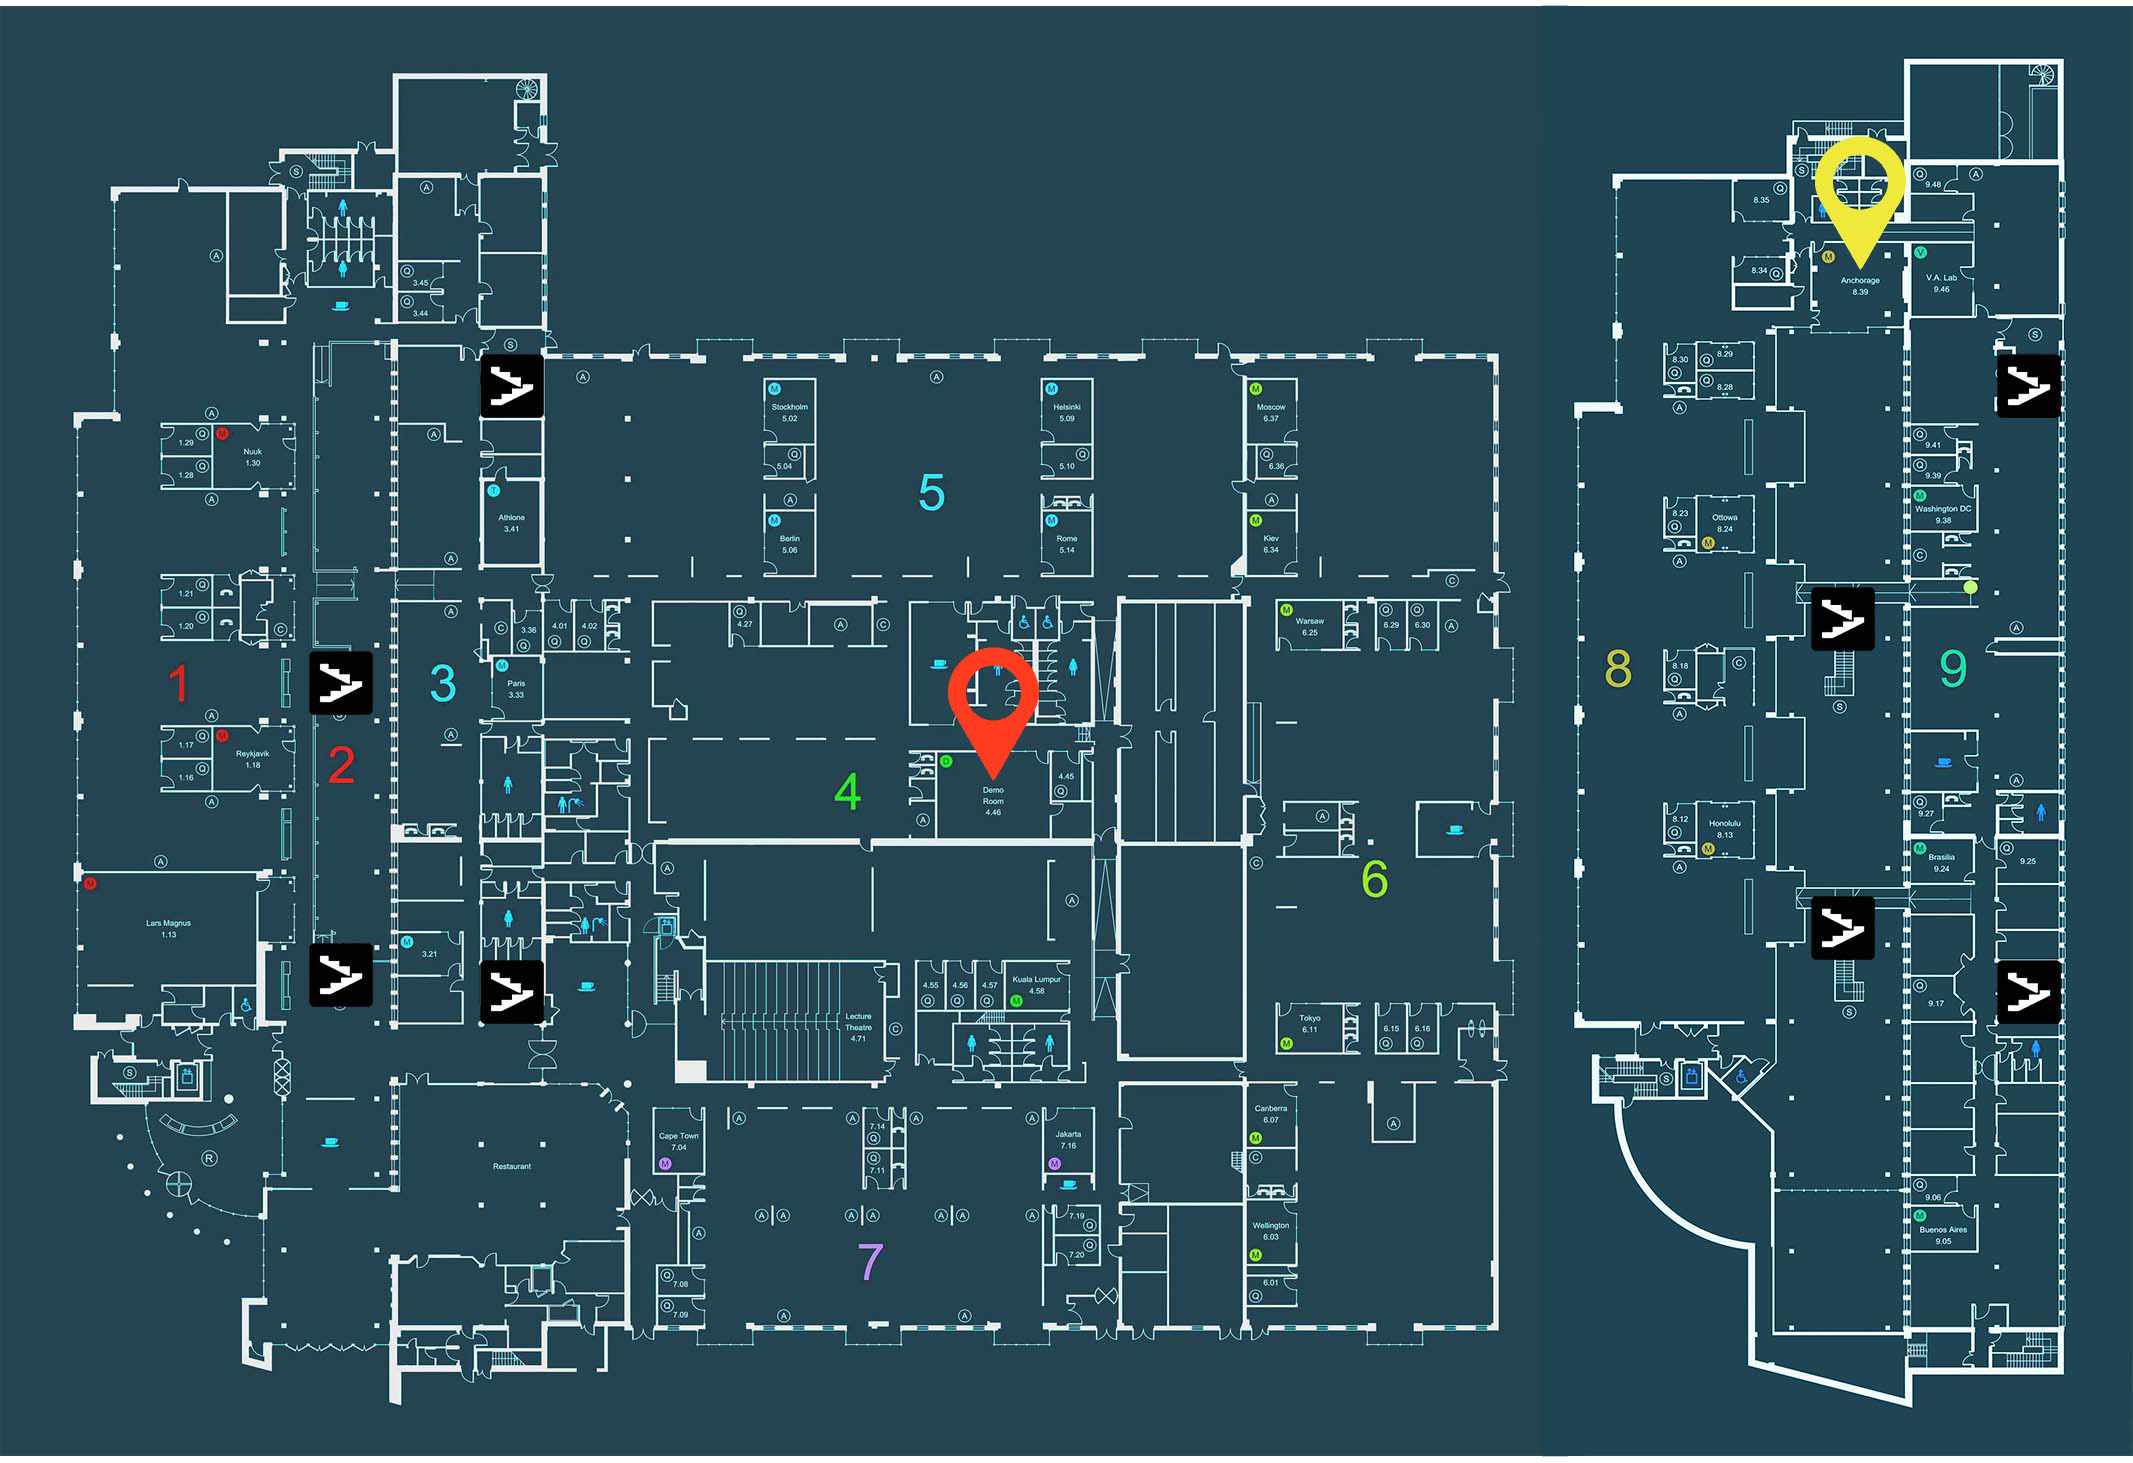 S
A
A
Q
3.45
Q
3.44
S
A
A
A
A
1.29
Q
M
Nuuk
1.30
1.28
Q
A
A
T
Athlone
3.41
A
M
Stockholm
5.02
Q
5.04
A
M
Berlin
5.06
5
M
Helsinki
5.09
Q
5.10
M
Rome
5.14
M
Moscow
6.37
Q
6.36
A
M
Kiev
6.34
C
1.21
Q
1.20
Q
C
A
A
C
3.36
Q
4.01
Q
4.02
Q
M
Paris
3.33
A
1
2
3
Q
4.27
A
C
M
Warsaw
6.25
Q
6.29
Q
6.30
A
A
1.17
Q
M
Reykjavik
1.18
1.16
Q
A
A
4
D
Demo
Room
4.46
4.45
Q
A
A
6
C
M
Lars Magnus
1.13
M
3.21
A
A
Lecture
Theatre
4.71
C
4.55
Q
4.56
Q
4.57
Q
Kuala Lumpur
4.58
M
Tokyo
6.11
M
6.15
Q
6.16
Q
S
R
Restaurant
Cape Town
7.04
M
A
A
7.14
Q
Q
7.11
A
A
Jakarta
7.16
M
A
A
A
A
A
A
A
A
7
7.19
Q
Q
7.20
Q
7.08
Q
7.09
A
A
Canberra
6.07
M
C
Wellington
6.03
M
6.01
Q
A
S
Q
8.35
8.34
Q
M
Anchorage
8.39
Q
9.48
A
V
V.A. Lab
9.46
S
8.30
Q
8.29
Q
Q
8.28
A
Q
9.41
Q
9.39
M
Washington DC
9.38
C
8.23
Q
Ottowa
8.24
M
A
A
8
8.18
Q
C
A
9
S
A
8.12
Q
Honolulu
8.13
M
A
Q
9.27
M
Brasilia
9.24
Q
9.25
Q
9.17
S
S
Q
9.06
M
Buenos Aires
9.05